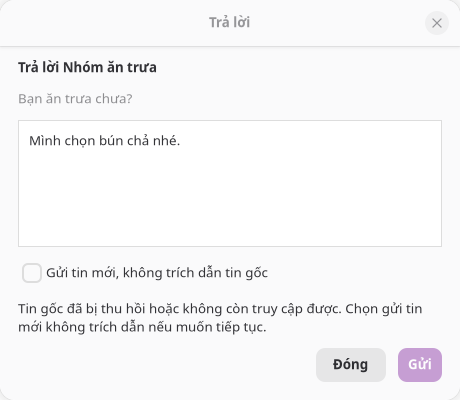 Trả lời
Trả lời Nhóm ăn trưa
Bạn ăn trưa chưa?
Mình chọn bún chả nhé.
Gửi tin mới, không trích dẫn tin gốc
Tin gốc đã bị thu hồi hoặc không còn truy cập được. Chọn gửi tin
mới không trích dẫn nếu muốn tiếp tục.
Đóng
Gửi